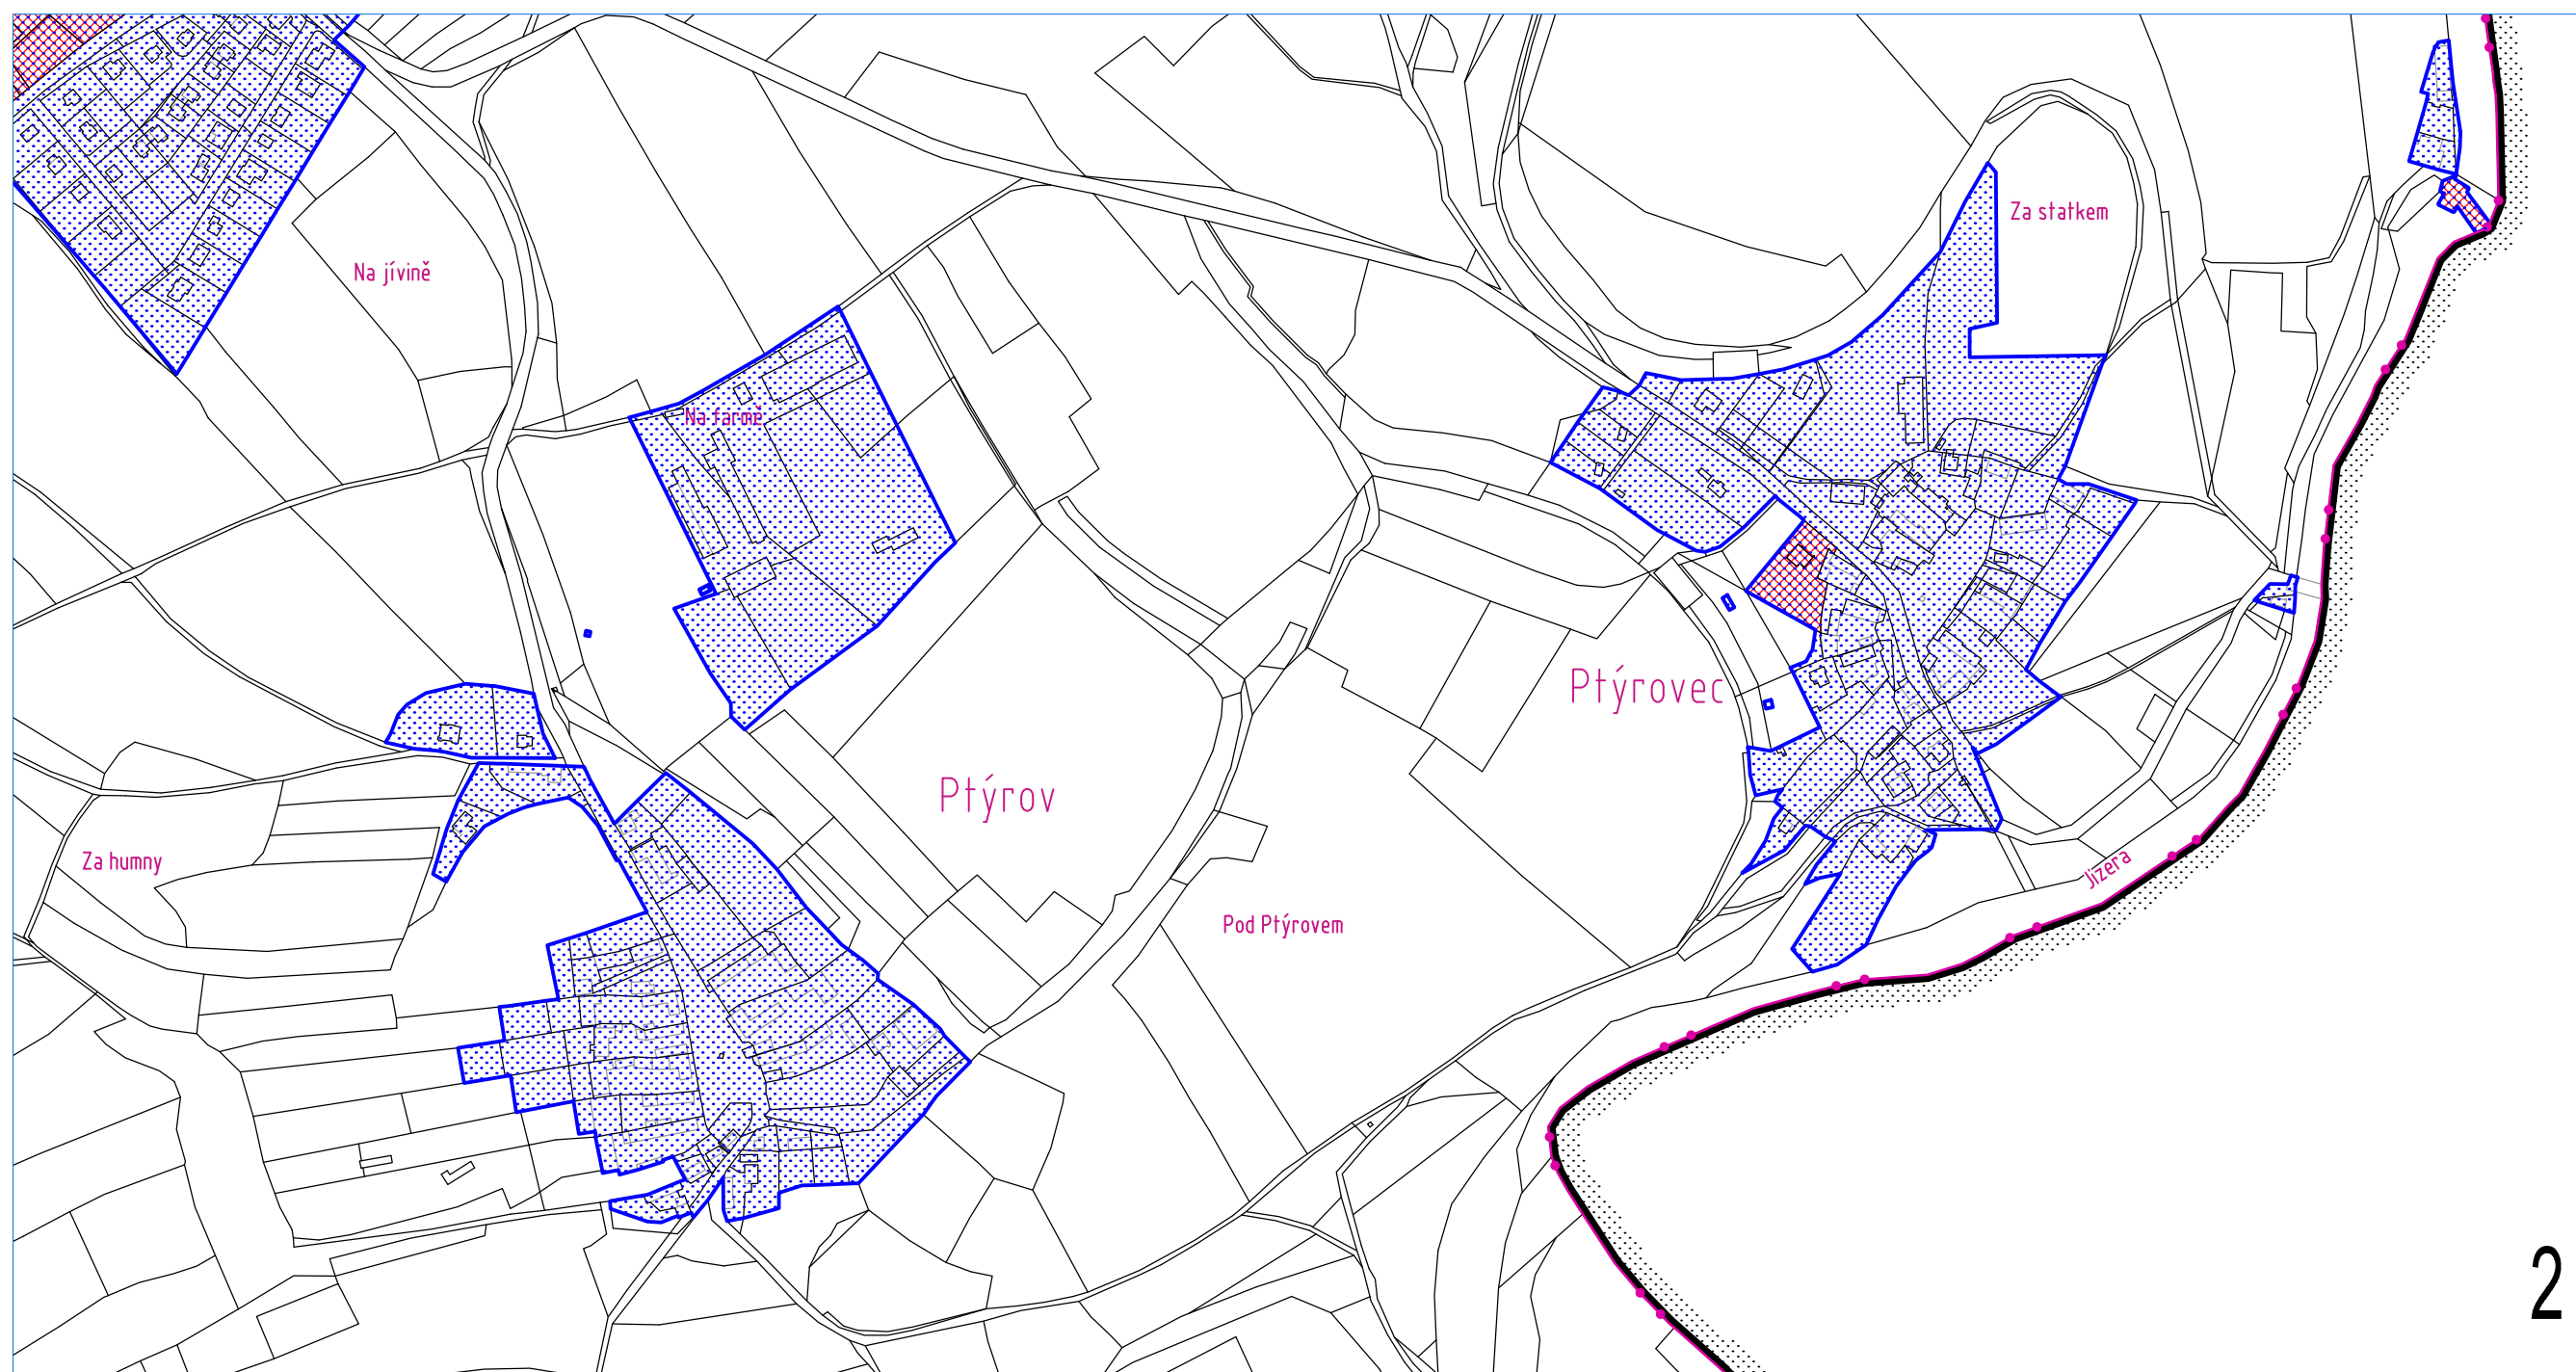 Za statkem
Na jívině
Na farmě
Ptýrovec
Ptýrov
Za humny
Jizera
Pod Ptýrovem
2